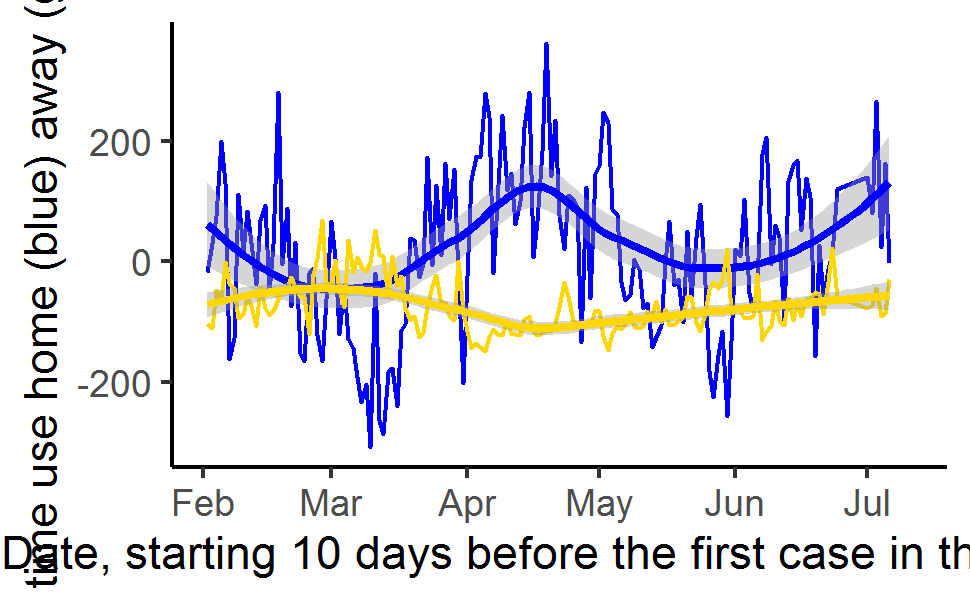 time use home (blue) away (
200
0
-200
Feb Mar Apr May Jun Jul
Date, starting 10 days before the first case in th